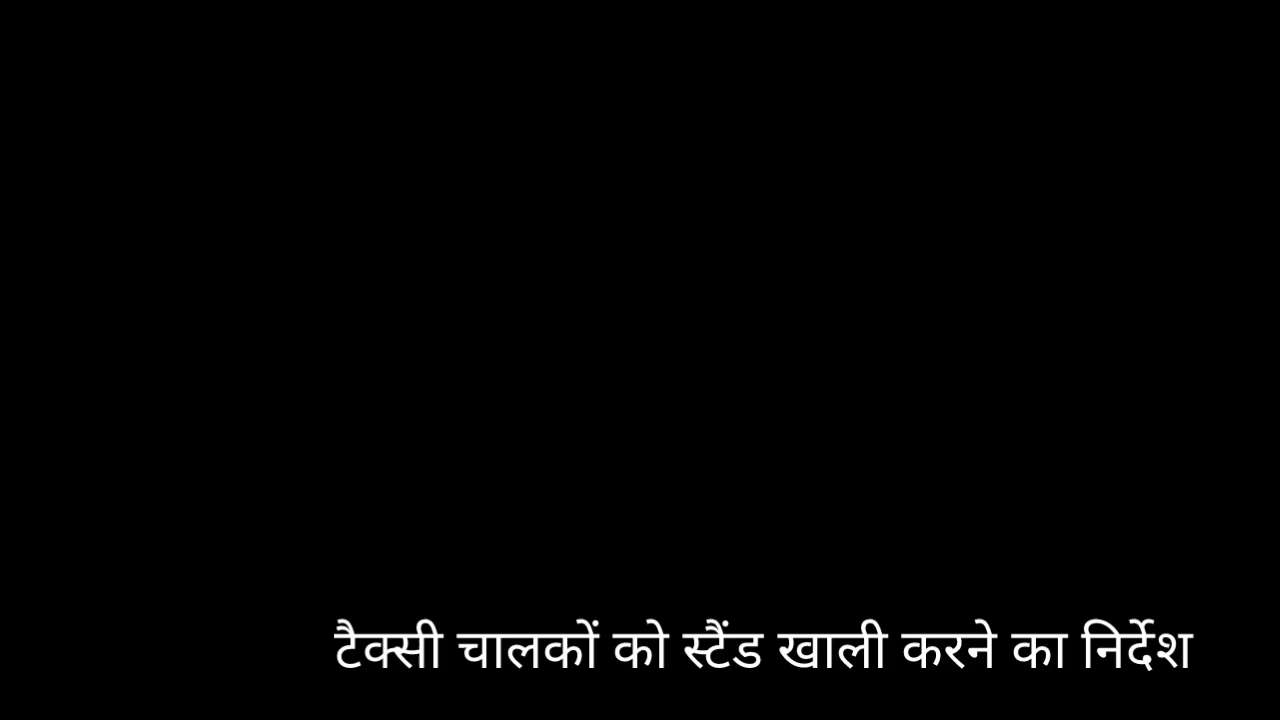 टैक्सी चालकों को स्टैंड खाली करने का निर्देश